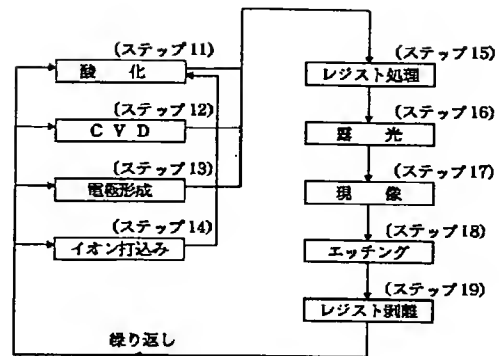 (ステップ11)
酸 化
(ステップ12)
C V D
(ステップ13)
電極形成
(ステップ14)
イオン打込み
(ステップ15)
レジスト処理
(ステップ16)
露 光
(ステップ17)
現 像
(ステップ18)
エッチング
(ステップ19)
レジスト剥離
繰り返し